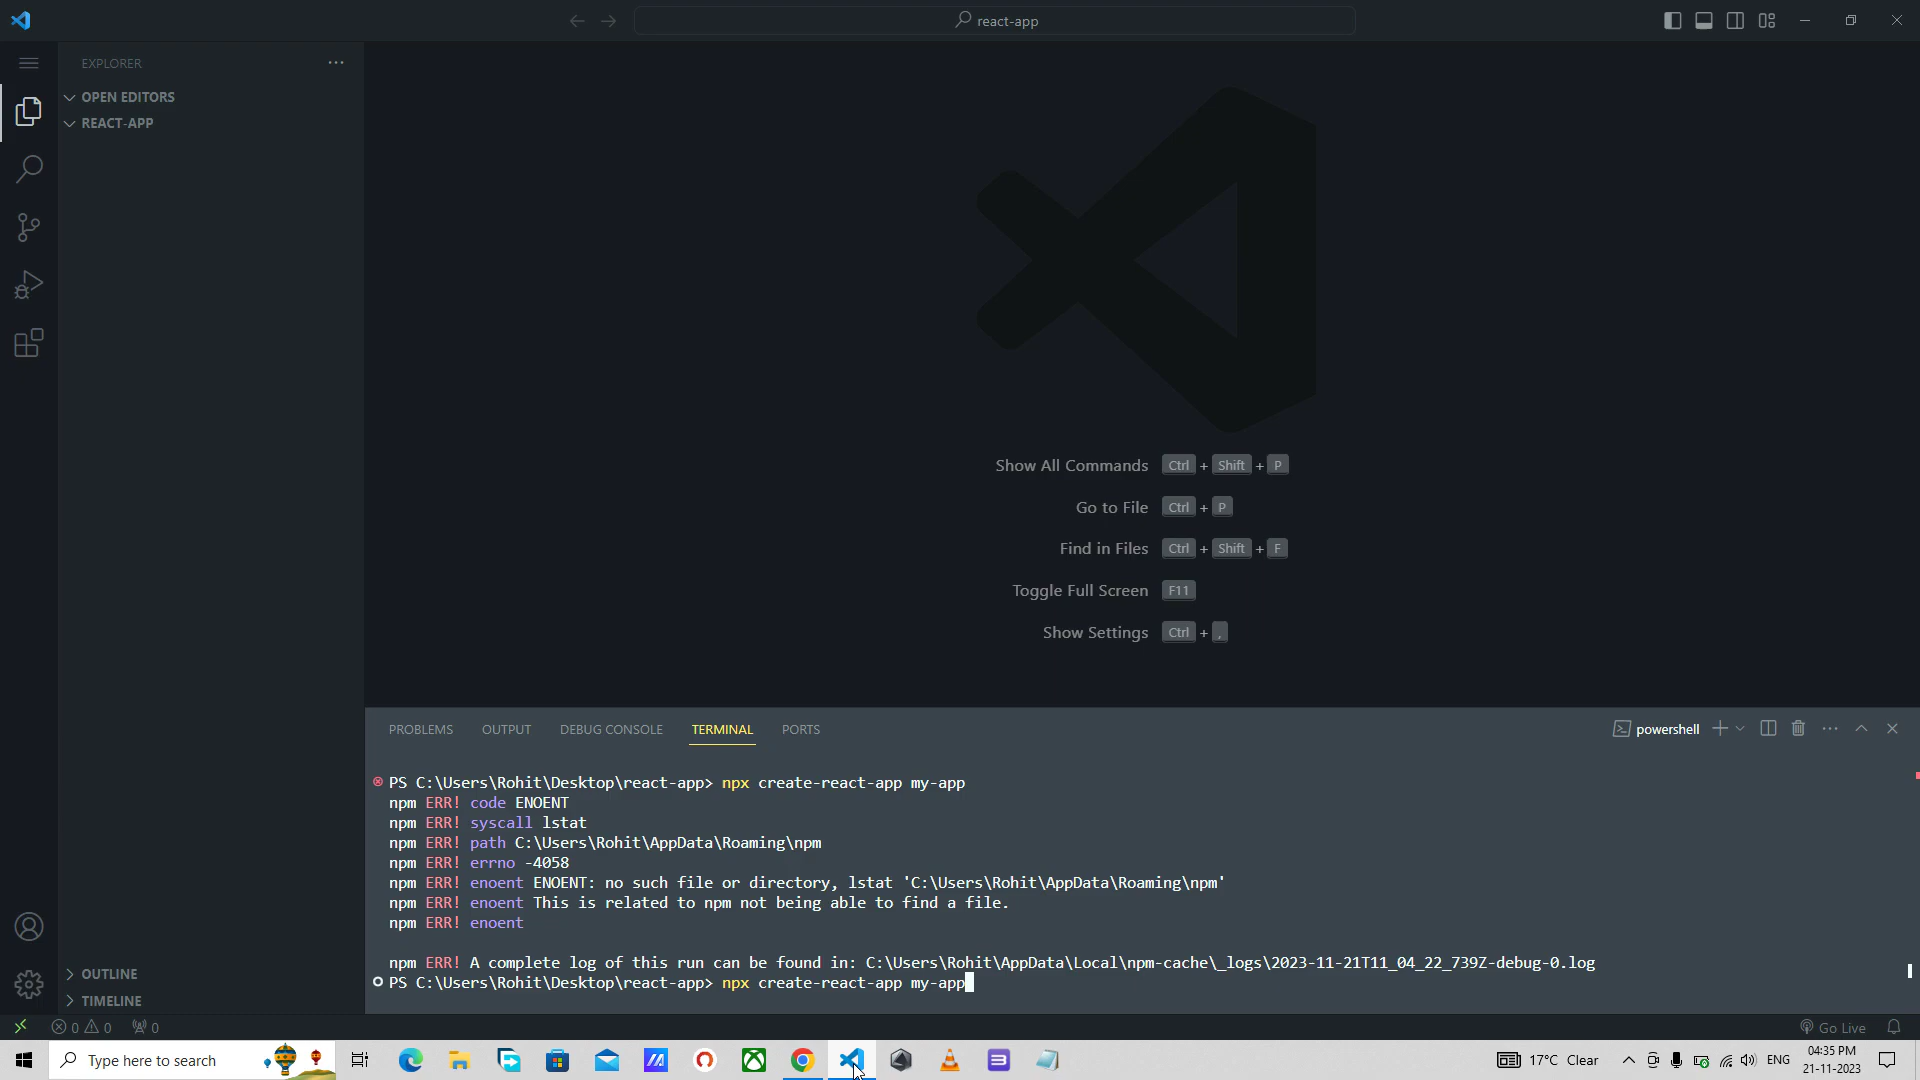 react-app
EXPLORER
OPEN EDITORS
REACT-APP
Show All Commands Ctrl + Shift + P
Go to File Ctrl + P
Find in Files Ctrl + Shift + F
Toggle Full Screen F11
Show Settings Ctrl + ,
PROBLEMS OUTPUT DEBUG CONSOLE TERMINAL PORTS
powershell
PS C:\Users\Rohit\Desktop\react-app> npx create-react-app my-app
npm ERR! code ENOENT
npm ERR! syscall lstat
npm ERR! path C:\Users\Rohit\AppData\Roaming\npm
npm ERR! errno -4058
npm ERR! enoent ENOENT: no such file or directory, lstat 'C:\Users\Rohit\AppData\Roaming\npm'
npm ERR! enoent This is related to npm not being able to find a file.
npm ERR! enoent
npm ERR! A complete log of this run can be found in: C:\Users\Rohit\AppData\Local\npm-cache\_logs\2023-11-21T11_04_22_739Z-debug-0.log
PS C:\Users\Rohit\Desktop\react-app> npx create-react-app my-app
OUTLINE
TIMELINE
0 0 0
Go Live
Type here to search
17°C Clear
ENG
04:35 PM
21-11-2023